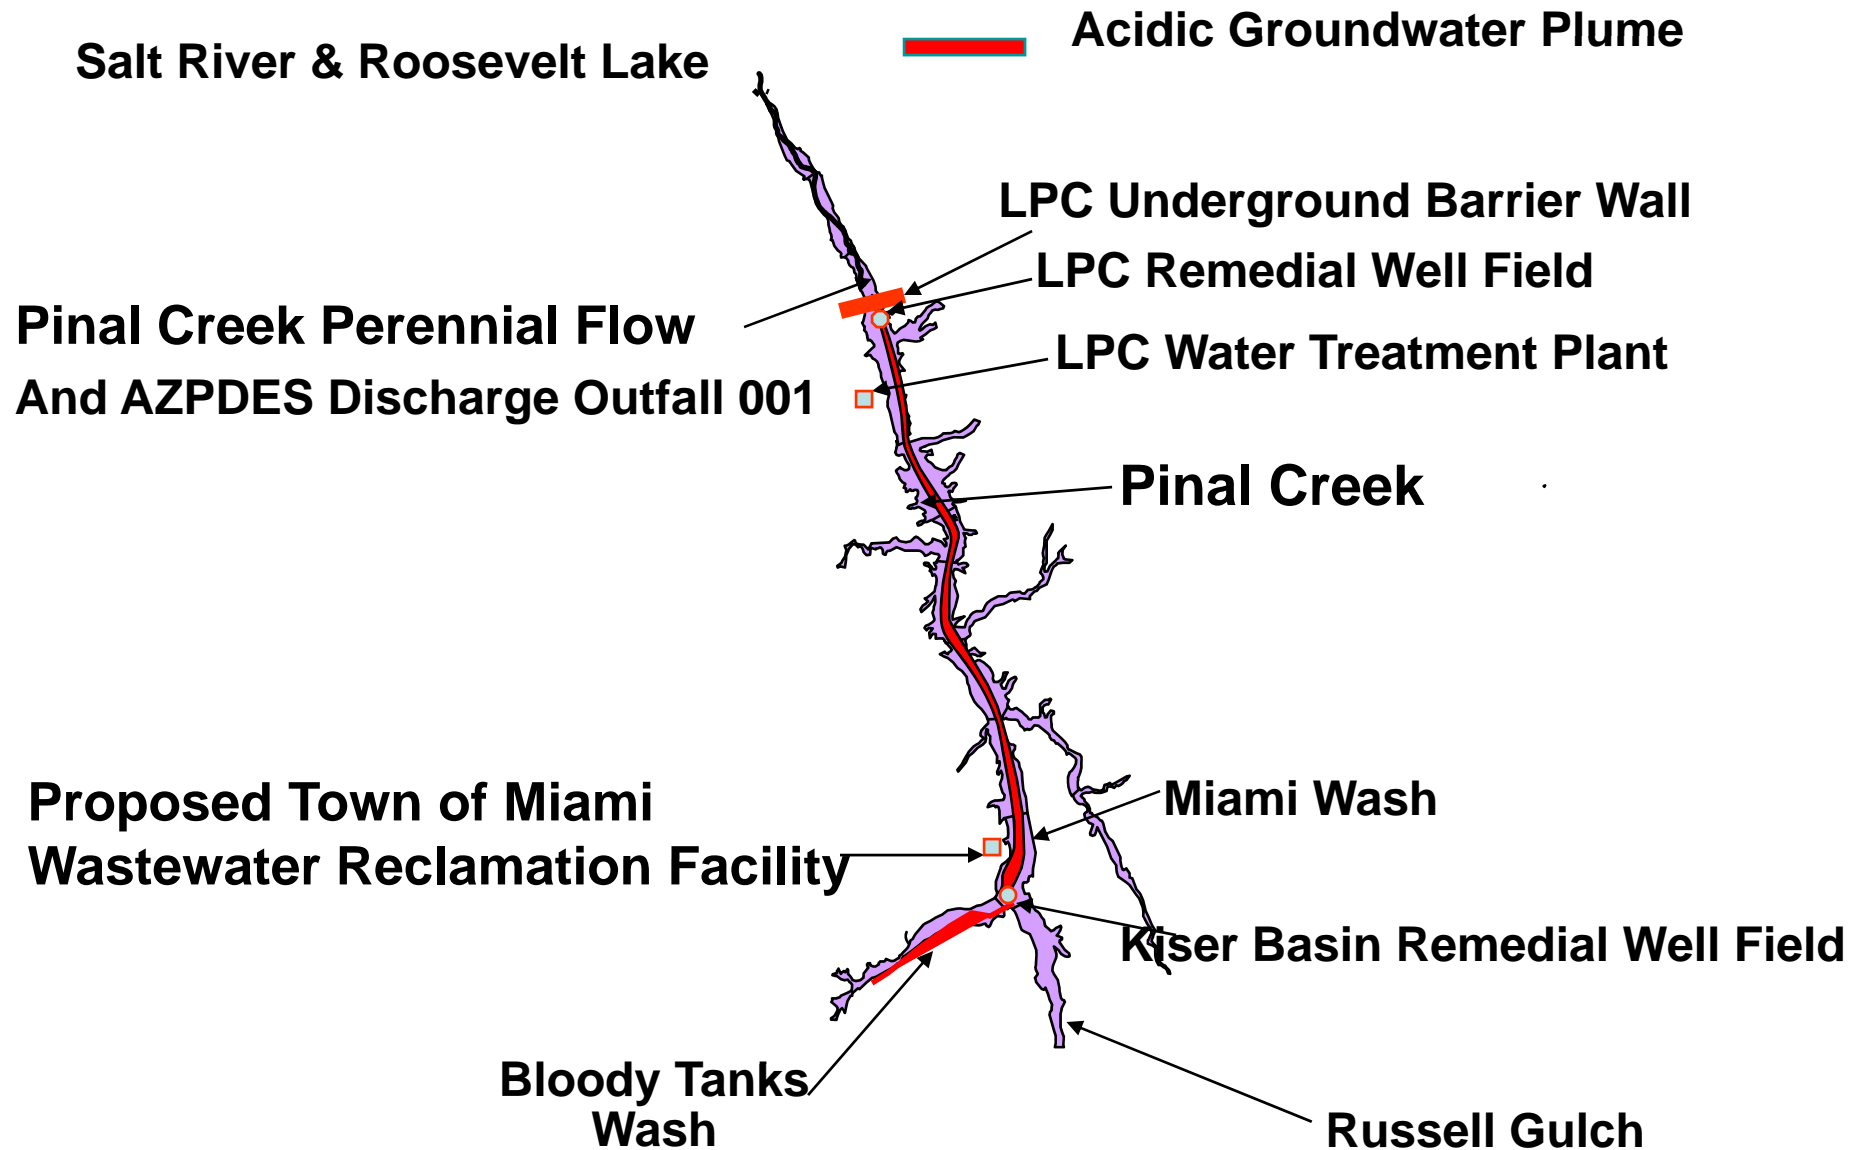 Acidic Groundwater Plume
Salt River & Roosevelt Lake
LPC Underground Barrier Wall
LPC Remedial Well Field
Pinal Creek Perennial Flow
And AZPDES Discharge Outfall 001
LPC Water Treatment Plant
Pinal Creek
Proposed Town of Miami
Wastewater Reclamation Facility
Miami Wash
Kiser Basin Remedial Well Field
Bloody Tanks
Wash
Russell Gulch